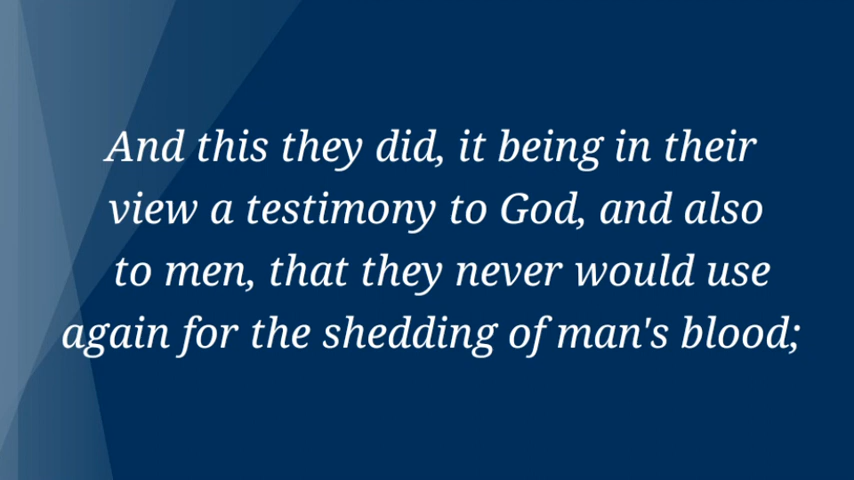 And this they did, it being in their
view a testimony to God, and also
to men, that they never would use
again for the shedding of man's blood;